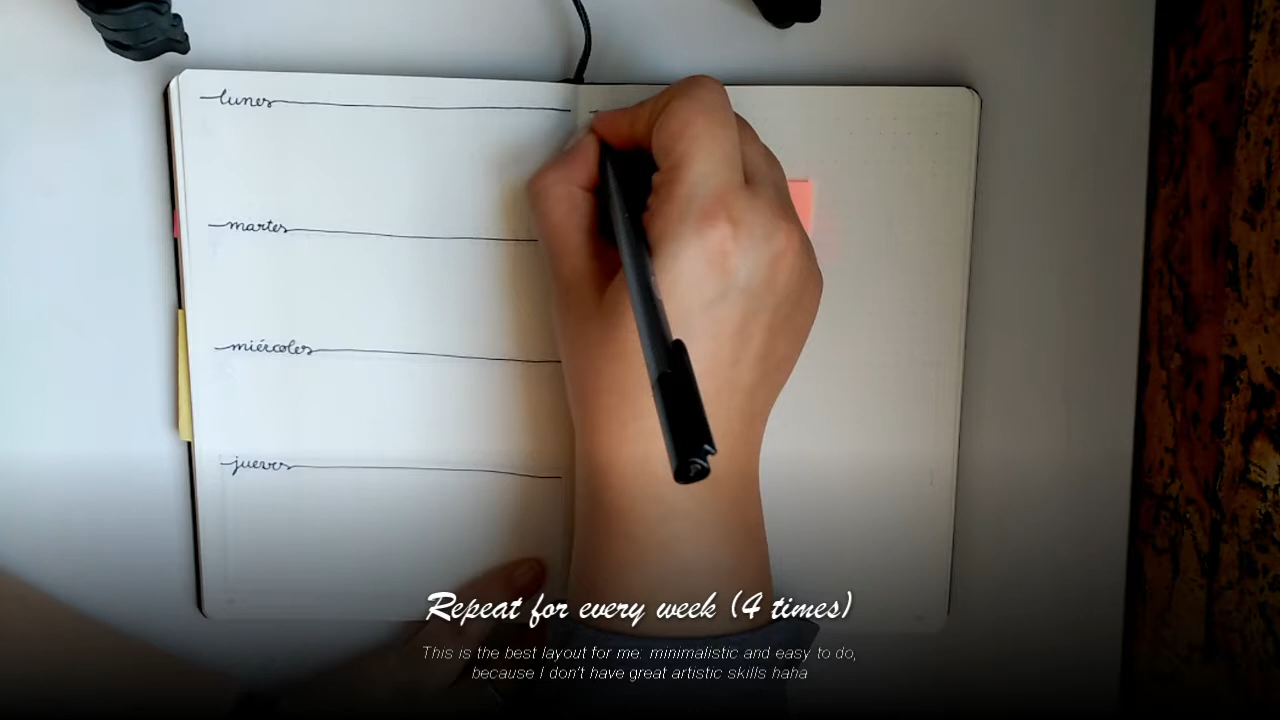 lunes
martes
miércoles
jueves
Repeat for every week (4 times)
This is the best layout for me: minimalistic and easy to do,
because I don't have great artistic skills haha